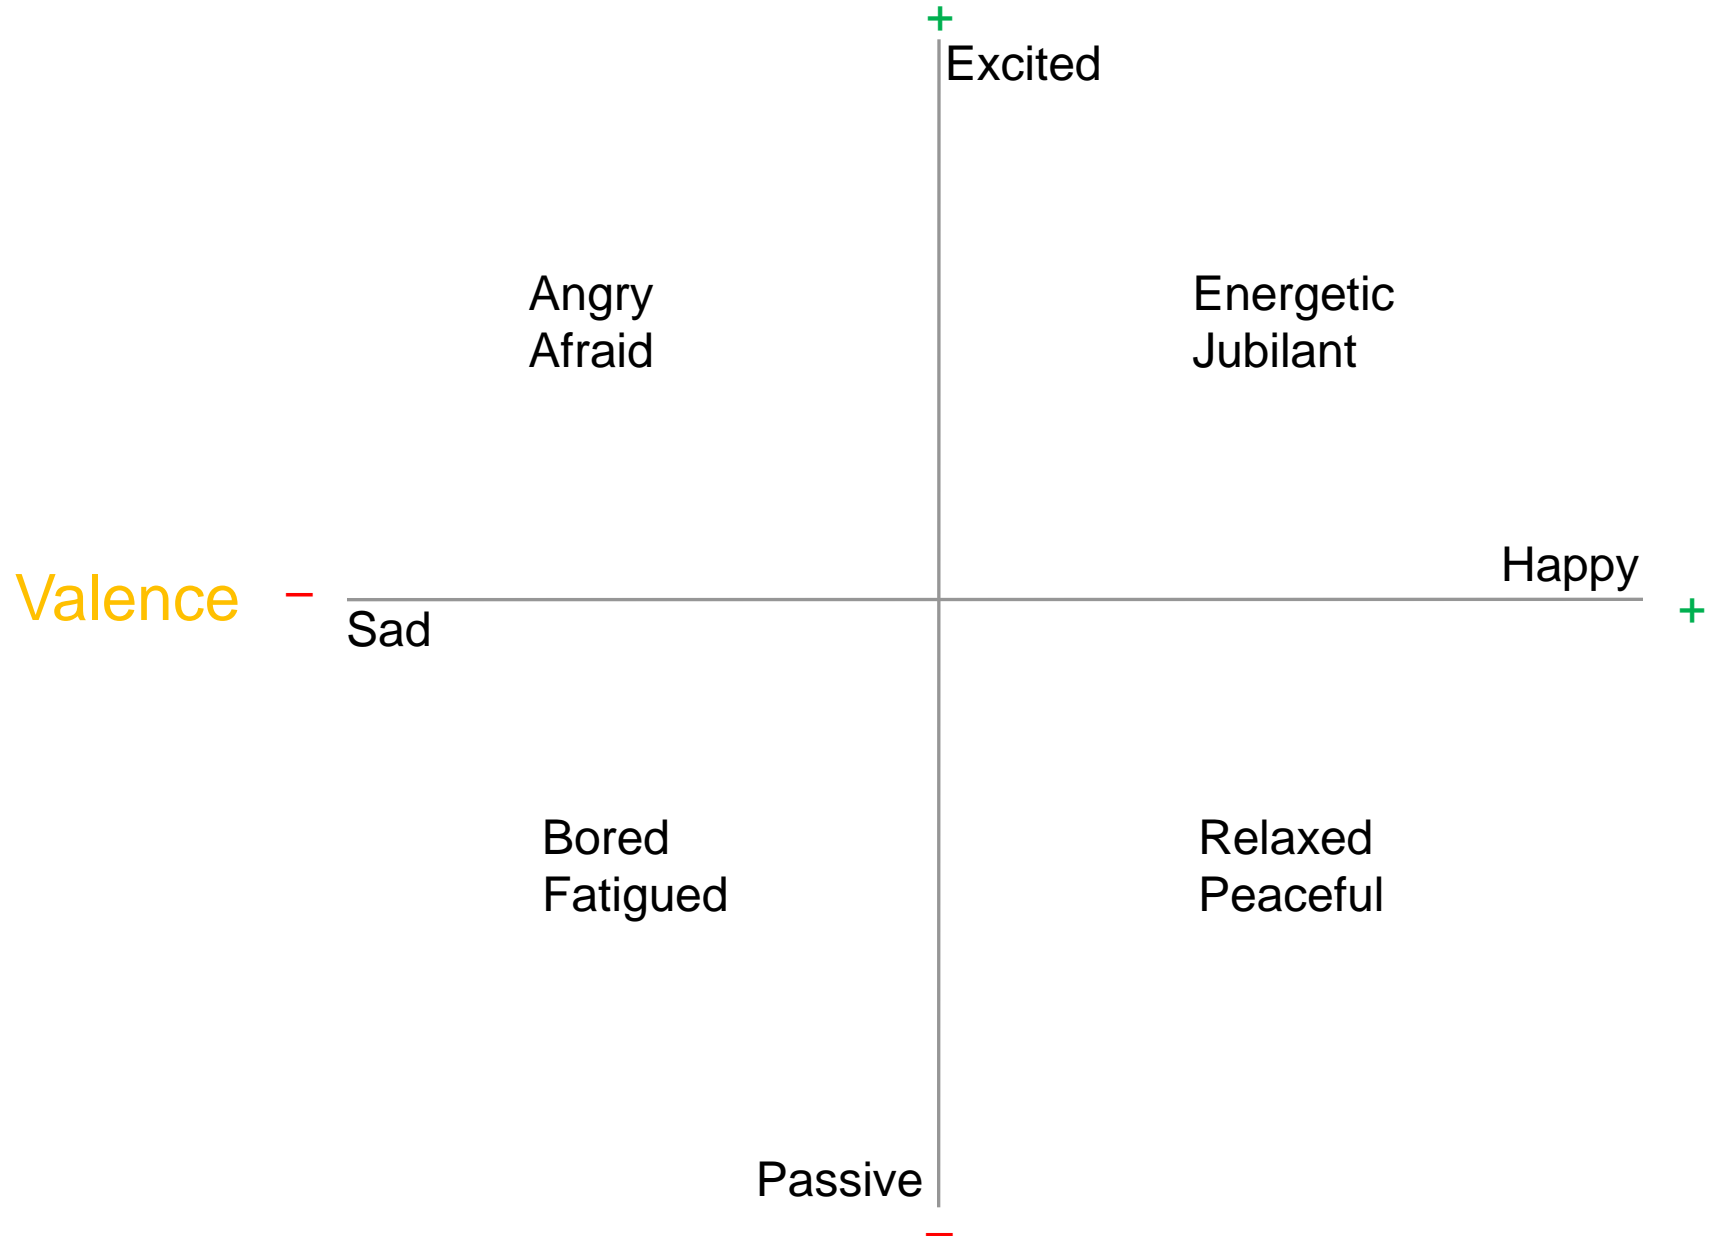 +
Excited
Angry
Afraid
Energetic
Jubilant
Happy
Valence
–
+
Sad
Bored
Fatigued
Relaxed
Peaceful
Passive
–